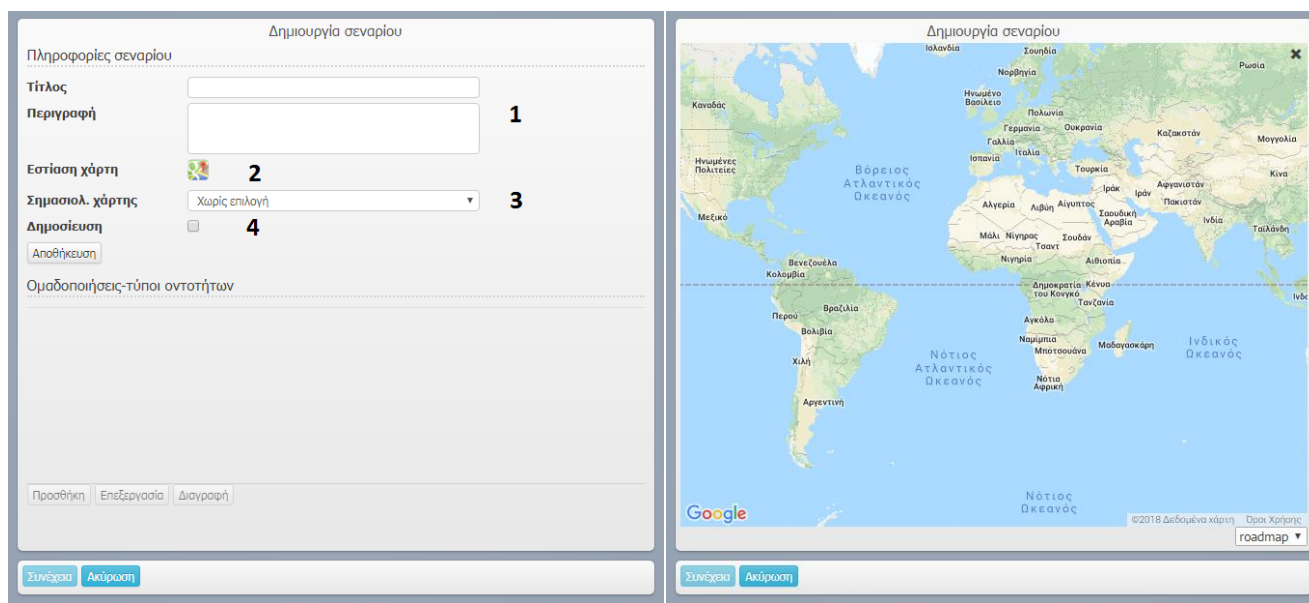 Δημιουργία σεναρίου
Πληροφορίες σεναρίου
Τίτλος
Περιγραφή
1
Εστίαση χάρτη
2
Σημασιολ. χάρτης
Χωρίς επιλογή
3
Δημοσίευση
4
Αποθήκευση
Ομαδοποιήσεις-τύποι οντοτήτων
Προσθήκη
Επεξεργασία
Διαγραφή
Συνέχεια
Ακύρωση
Δημιουργία σεναρίου
Ισλανδία
Σουηδία
Νορβηγία
Ρωσία
Ηνωμένο
Βασίλειο
Καναδάς
Πολωνία
Γερμανία
Ουκρανία
Γαλλία
Καζακστάν
Μογγολία
Ιταλία
Ισπανία
Ηνωμένες
Πολιτείες
Βόρειος
Ατλαντικός
Ωκεανός
Τουρκία
Κίνα
Ιράκ
Ιράν
Αφγανιστάν
Πακιστάν
Αλγερία
Λιβύη
Αίγυπτος
Σαουδική
Αραβία
Ινδία
Ταϊλάνδη
Μεξικό
Μάλι
Νίγηρας
Τσαντ
Σουδάν
Νιγηρία
Αιθιοπία
Βενεζουέλα
Κολομβία
Δημοκρατία
του Κονγκό
Κένυα
Τανζανία
Ινδο
Περού
Βραζιλία
Αγκόλα
Βολιβία
Ναμίμπια
Μποτσουάνα
Μαδαγασκάρη
Ινδικός
Ωκεανός
Χιλή
Νότιος
Ατλαντικός
Ωκεανός
Νότια
Αφρική
Αργεντινή
Νότιος
Ωκεανός
Google
©2018 Δεδομένα χάρτη
Όροι Χρήσης
roadmap
Συνέχεια
Ακύρωση